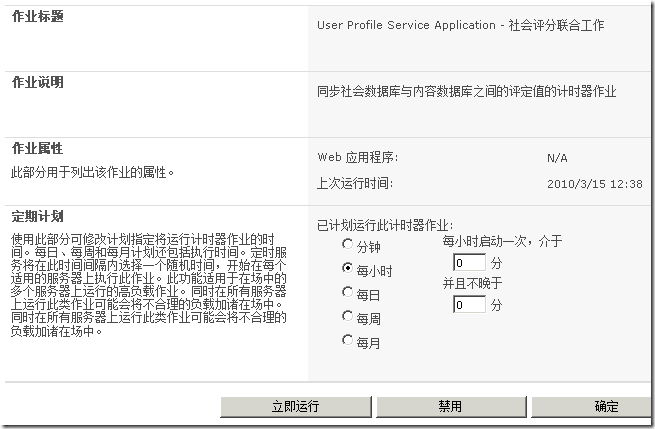 作业标题
User Profile Service Application - 社会评分联合工作
作业说明
同步社会数据库与内容数据库之间的评定值的计时器作业
作业属性
此部分用于列出该作业的属性。
Web 应用程序:
N/A
上次运行时间:
2010/3/15 12:38
定期计划
使用此部分可修改计划指定将运行计时器作业的时
间。每日、每周和每月计划还包括执行时间。定时服
务将在此时间间隔内选择一个随机时间，开始在每个
适用的服务器上执行此作业。此功能适用于在场中的
多个服务器上运行的高负载作业。同时在所有服务器
上运行此类作业可能会将不合理的负载加诸在场中。
同时在所有服务器上运行此类作业可能会将不合理的
负载加诸在场中。
已计划运行此计时器作业:
分钟
每小时
每日
每周
每月
每小时启动一次，介于
0 分
并且不晚于
0 分
立即运行
禁用
确定